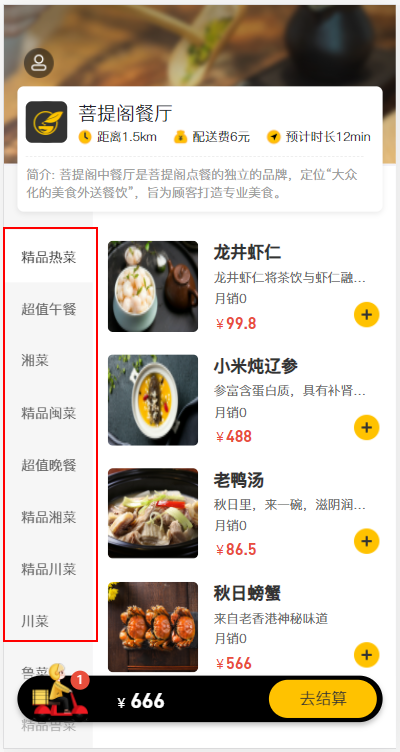 菩提阁餐厅
距离1.5km 配送费6元 预计时长12min
简介: 菩提阁中餐厅是菩提阁点餐的独立的品牌，定位“大众
化的美食外送餐饮”，旨为顾客打造专业美食。
精品热菜
超值午餐
湘菜
精品闽菜
超值晚餐
精品湘菜
精品川菜
川菜
鲁菜
龙井虾仁
龙井虾仁将茶饮与虾仁融...
月销0
￥99.8
小米炖辽参
参富含蛋白质，具有补肾...
月销0
￥488
老鸭汤
秋日里，来一碗，滋阴润...
月销0
￥86.5
秋日螃蟹
来自老香港神秘味道
月销0
￥566
1
￥ 666
去结算